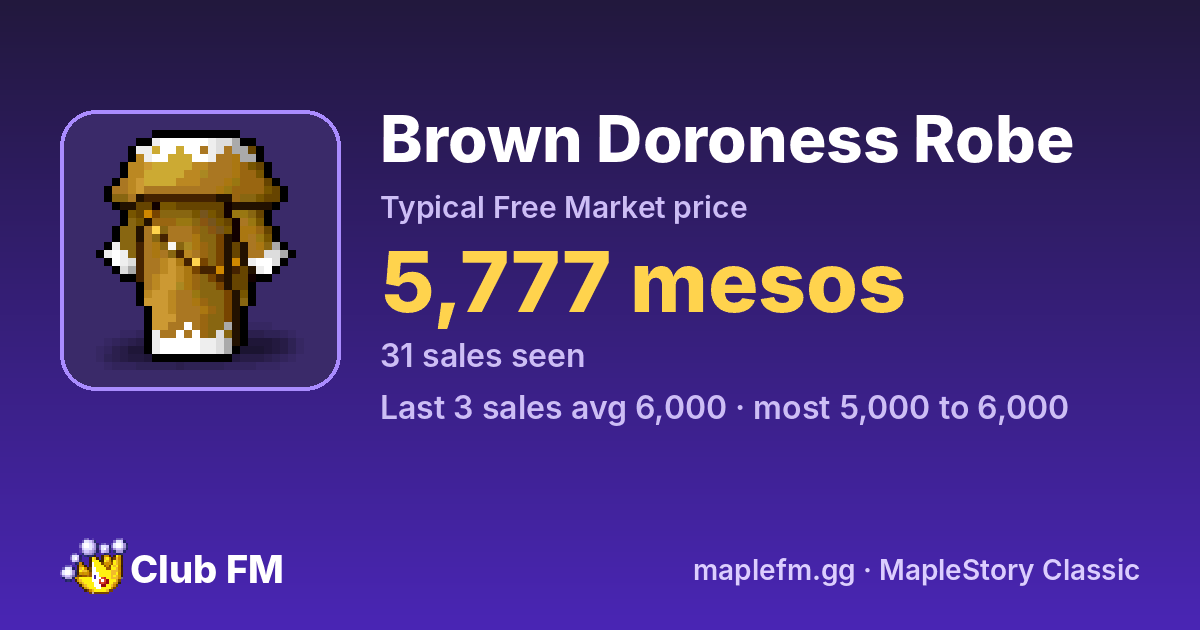 Brown Doroness Robe
Typical Free Market price
5,777 mesos
31 sales seen
Last 3 sales avg 6,000 · most 5,000 to 6,000
Club FM
maplefm.gg · MapleStory Classic